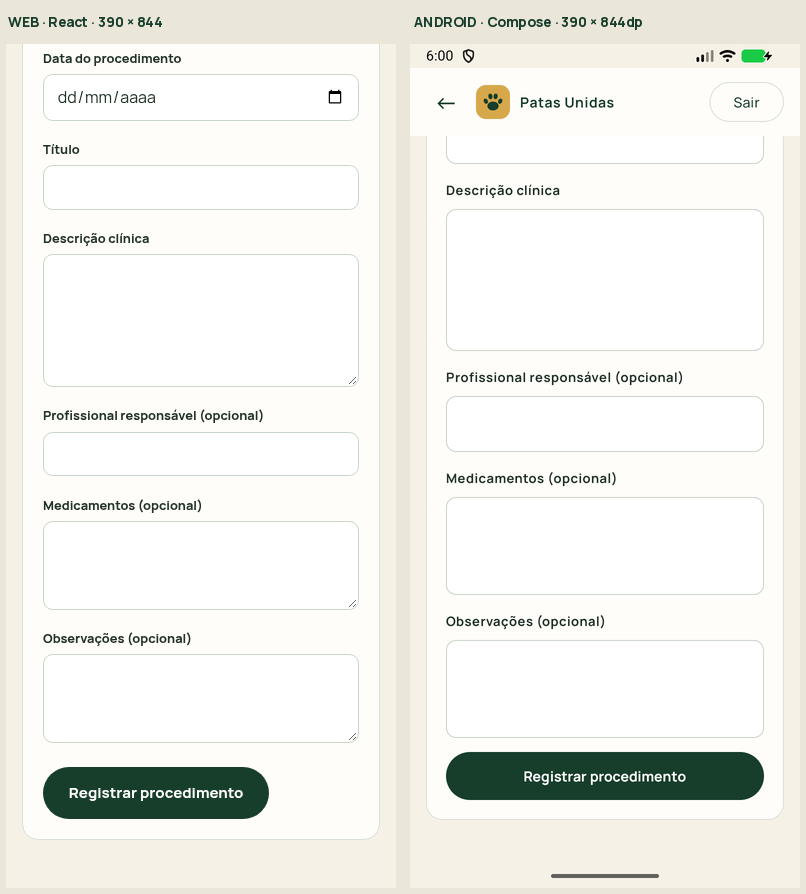 WEB · React · 390 × 844
Data do procedimento
dd/mm/aaaa
Título
Descrição clínica
Profissional responsável (opcional)
Medicamentos (opcional)
Observações (opcional)
Registrar procedimento
ANDROID · Compose · 390 × 844dp
6:00
Patas Unidas
Sair
Descrição clínica
Profissional responsável (opcional)
Medicamentos (opcional)
Observações (opcional)
Registrar procedimento